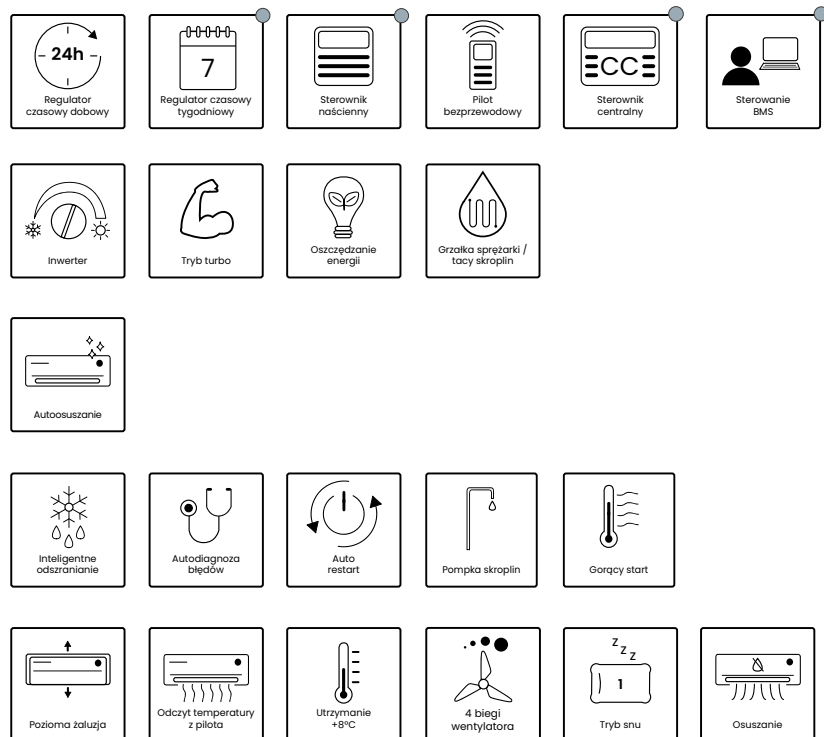 24h
Regulator
czasowy dobowy
7
Regulator czasowy
tygodniowy
Sterownik
naścienny
Pilot
bezprzewodowy
CC
Sterownik
centralny
Sterowanie
BMS
Inwerter
Tryb turbo
Oszczędzanie
energii
Grzałka sprężarki /
tacy skroplin
Autoosuszanie
Inteligentne
odszranianie
Autodiagnoza
błędów
Auto
restart
Pompka skroplin
Gorący start
Pozioma żaluzja
Odczyt temperatury
z pilota
Utrzymanie
+8°C
4 biegi
wentylatora
z z z
1
Tryb snu
Osuszanie